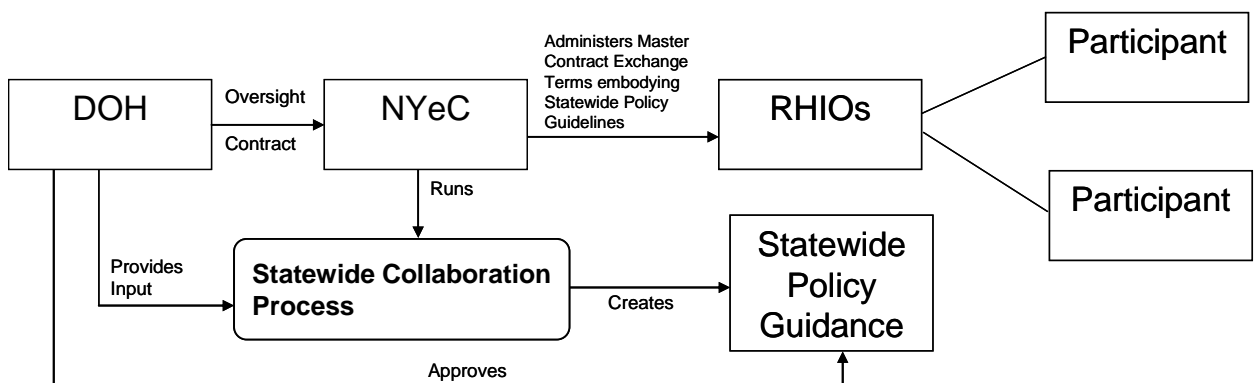 Administers Master
Contract Exchange
Terms embodying
Statewide Policy
Guidelines
Participant
DOH
Oversight
Contract
NYeC
RHIOs
Participant
Runs
Provides
Input
Statewide Collaboration
Process
Creates
Statewide
Policy
Guidance
Approves